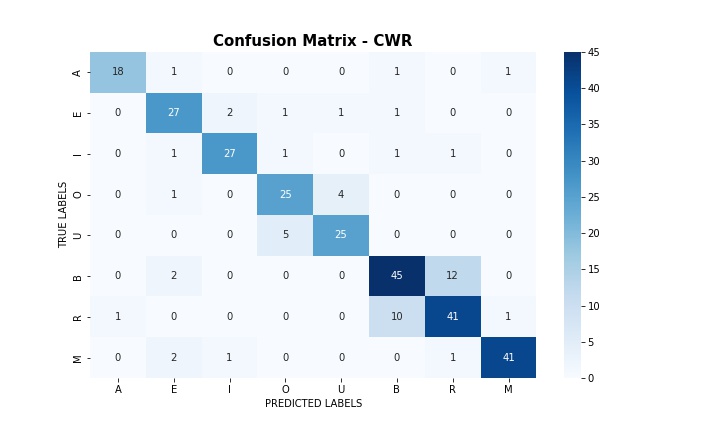 Confusion Matrix - CWR
TRUE LABELS
A 18 1 0 0 0 1 0 1
E 0 27 2 1 1 1 0 0
I 0 1 27 1 0 1 1 0
O 0 1 0 25 4 0 0 0
U 0 0 0 5 25 0 0 0
B 0 2 0 0 0 45 12 0
R 1 0 0 0 0 10 41 1
M 0 2 1 0 0 0 1 41
A E I O U B R M
PREDICTED LABELS
45
40
35
30
25
20
15
10
5
0